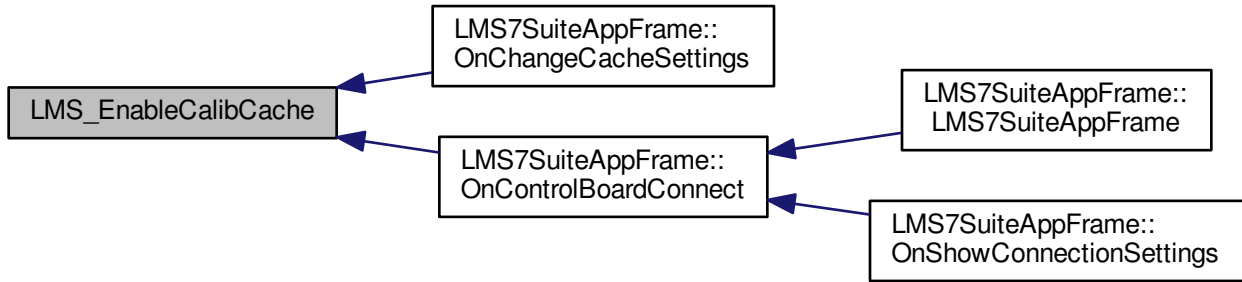 LMS7SuiteAppFrame::
OnChangeCacheSettings
LMS_EnableCalibCache
LMS7SuiteAppFrame::
LMS7SuiteAppFrame
LMS7SuiteAppFrame::
OnControlBoardConnect
LMS7SuiteAppFrame::
OnShowConnectionSettings